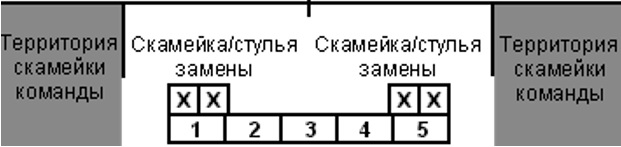 Территория
скамейки
команды
Скамейка/стулья
замены
Скамейка/стулья
замены
Территория
скамейки
команды
X X X X
1 2 3 4 5